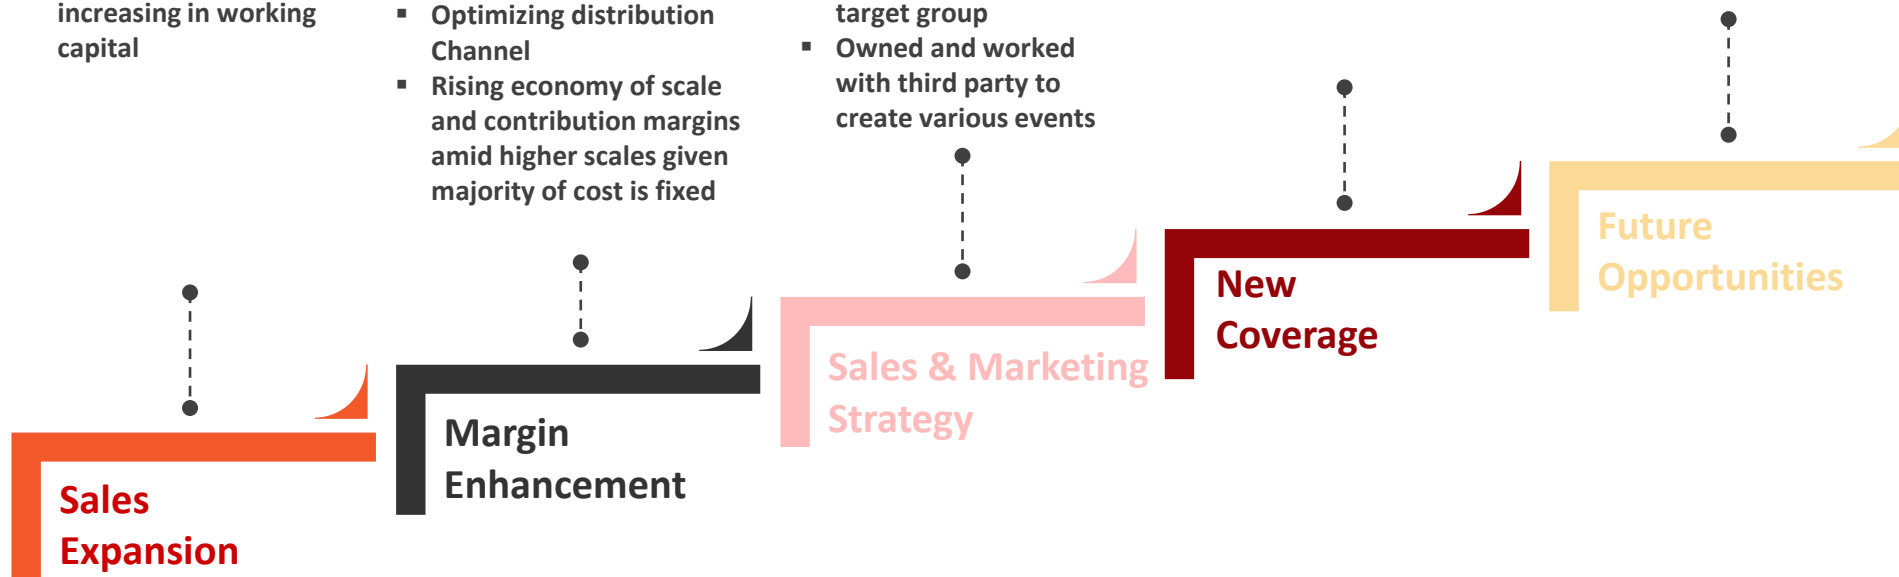 increasing in working
capital
▪ Optimizing distribution
Channel
▪ Rising economy of scale
and contribution margins
amid higher scales given
majority of cost is fixed
target group
▪ Owned and worked
with third party to
create various events
Sales
Expansion
Margin
Enhancement
Sales & Marketing
Strategy
New
Coverage
Future
Opportunities